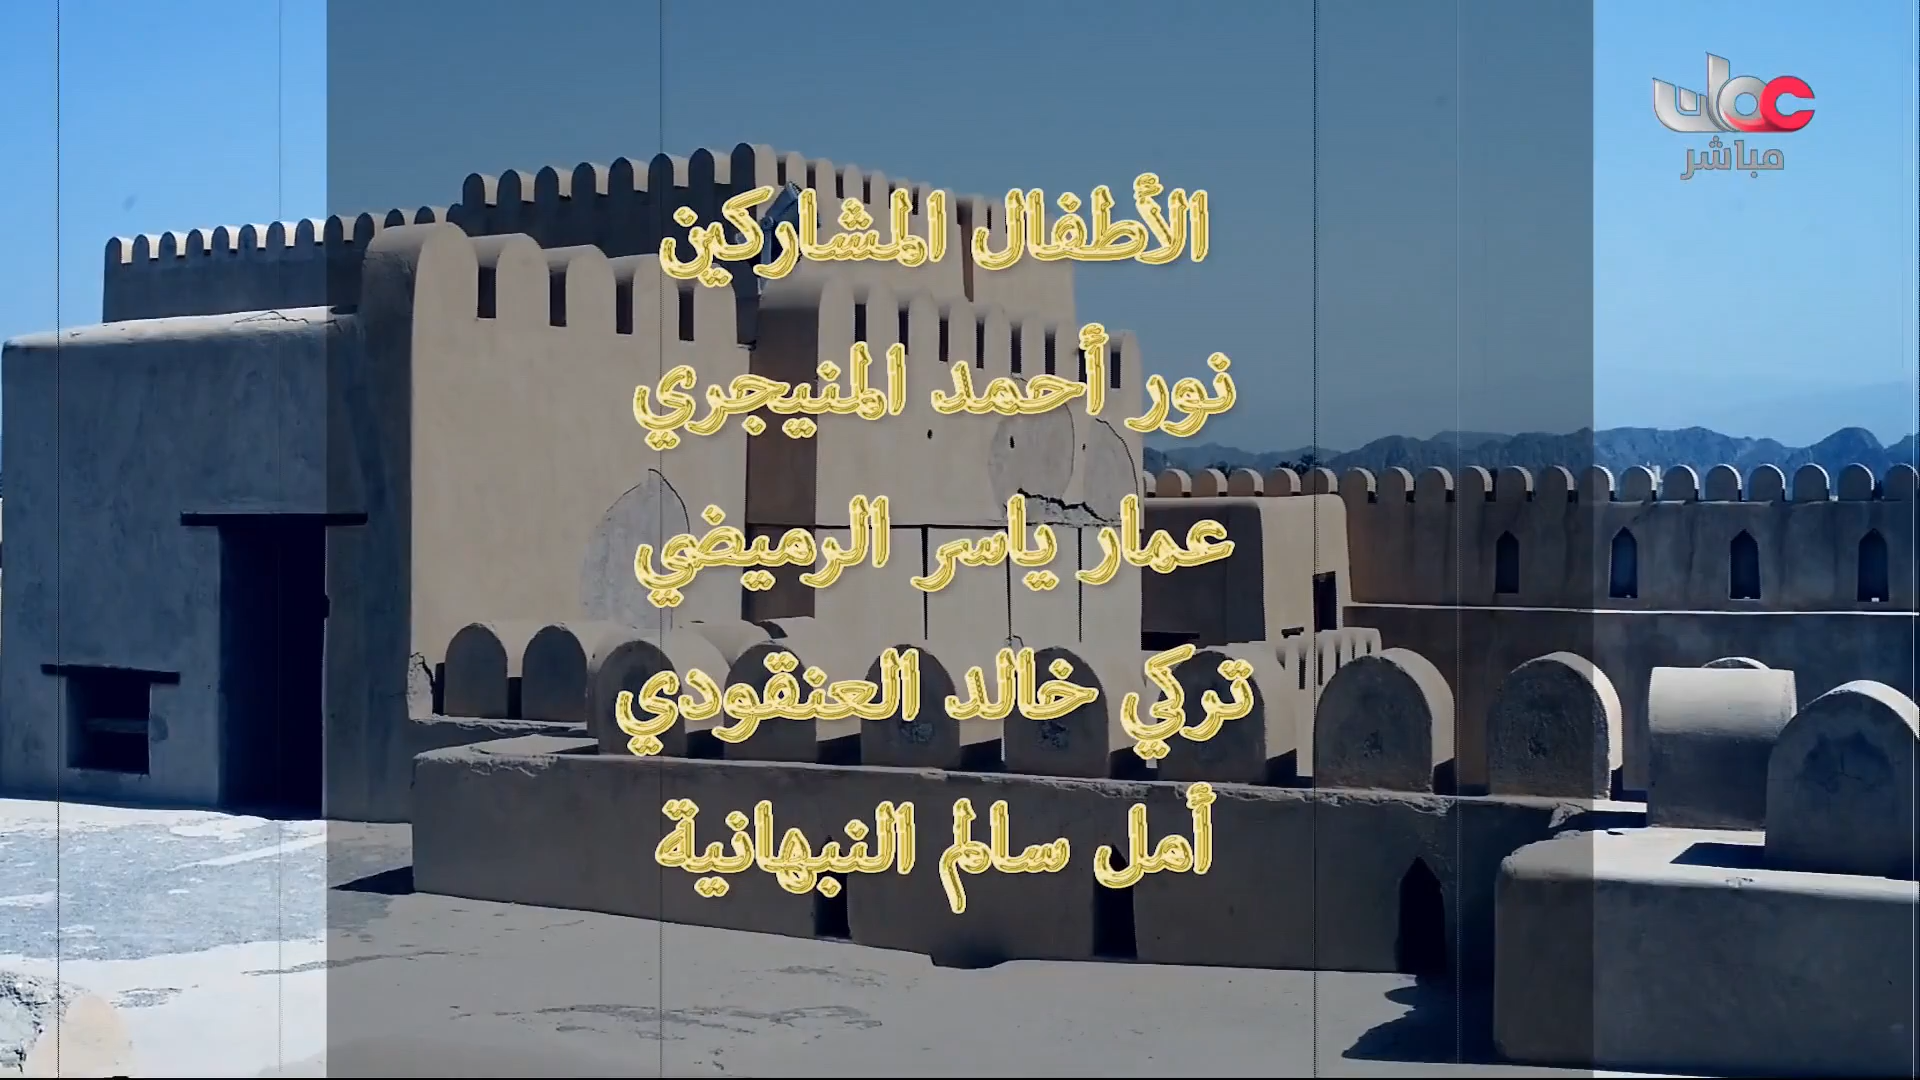 عمان
مباشر
الأطفال المشاركين
نور أحمد المنيجري
عمار ياسر الرميضي
تركي خالد العنقودي
أمل سالم النبهانية